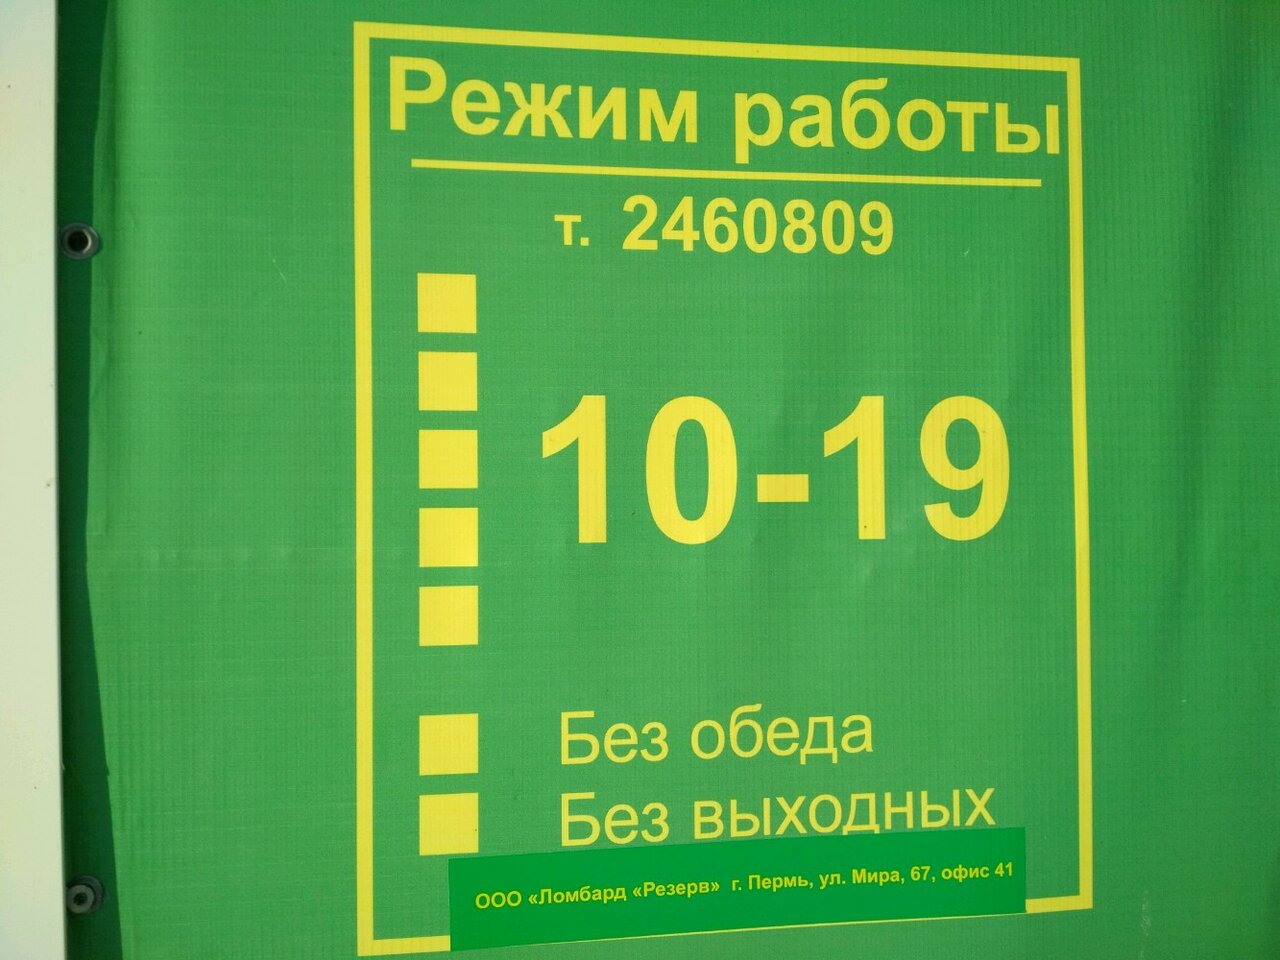 Режим работы
т. 2460809
10-19
Без обеда
Без выходных
ООО «Ломбард «Резерв» г. Пермь, ул. Мира, 67, офис 41